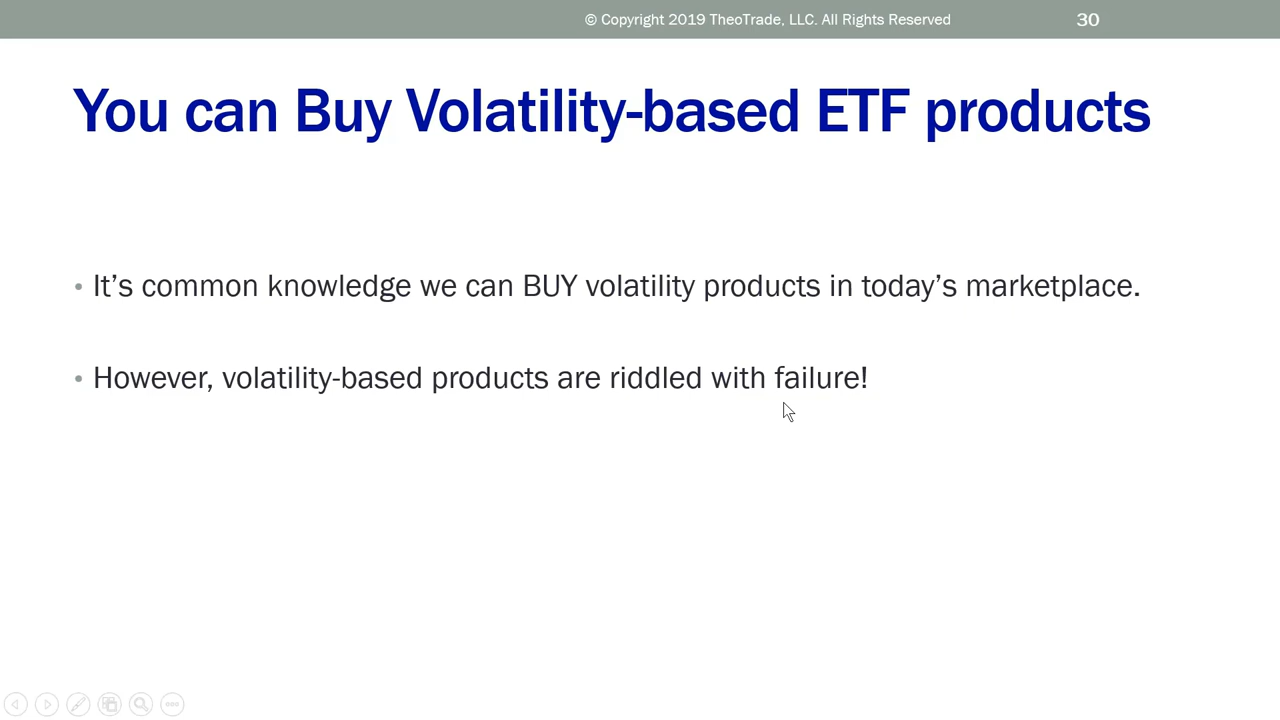 © Copyright 2019 TheoTrade, LLC. All Rights Reserved 30
You can Buy Volatility-based ETF products
• It’s common knowledge we can BUY volatility products in today’s marketplace.
• However, volatility-based products are riddled with failure!